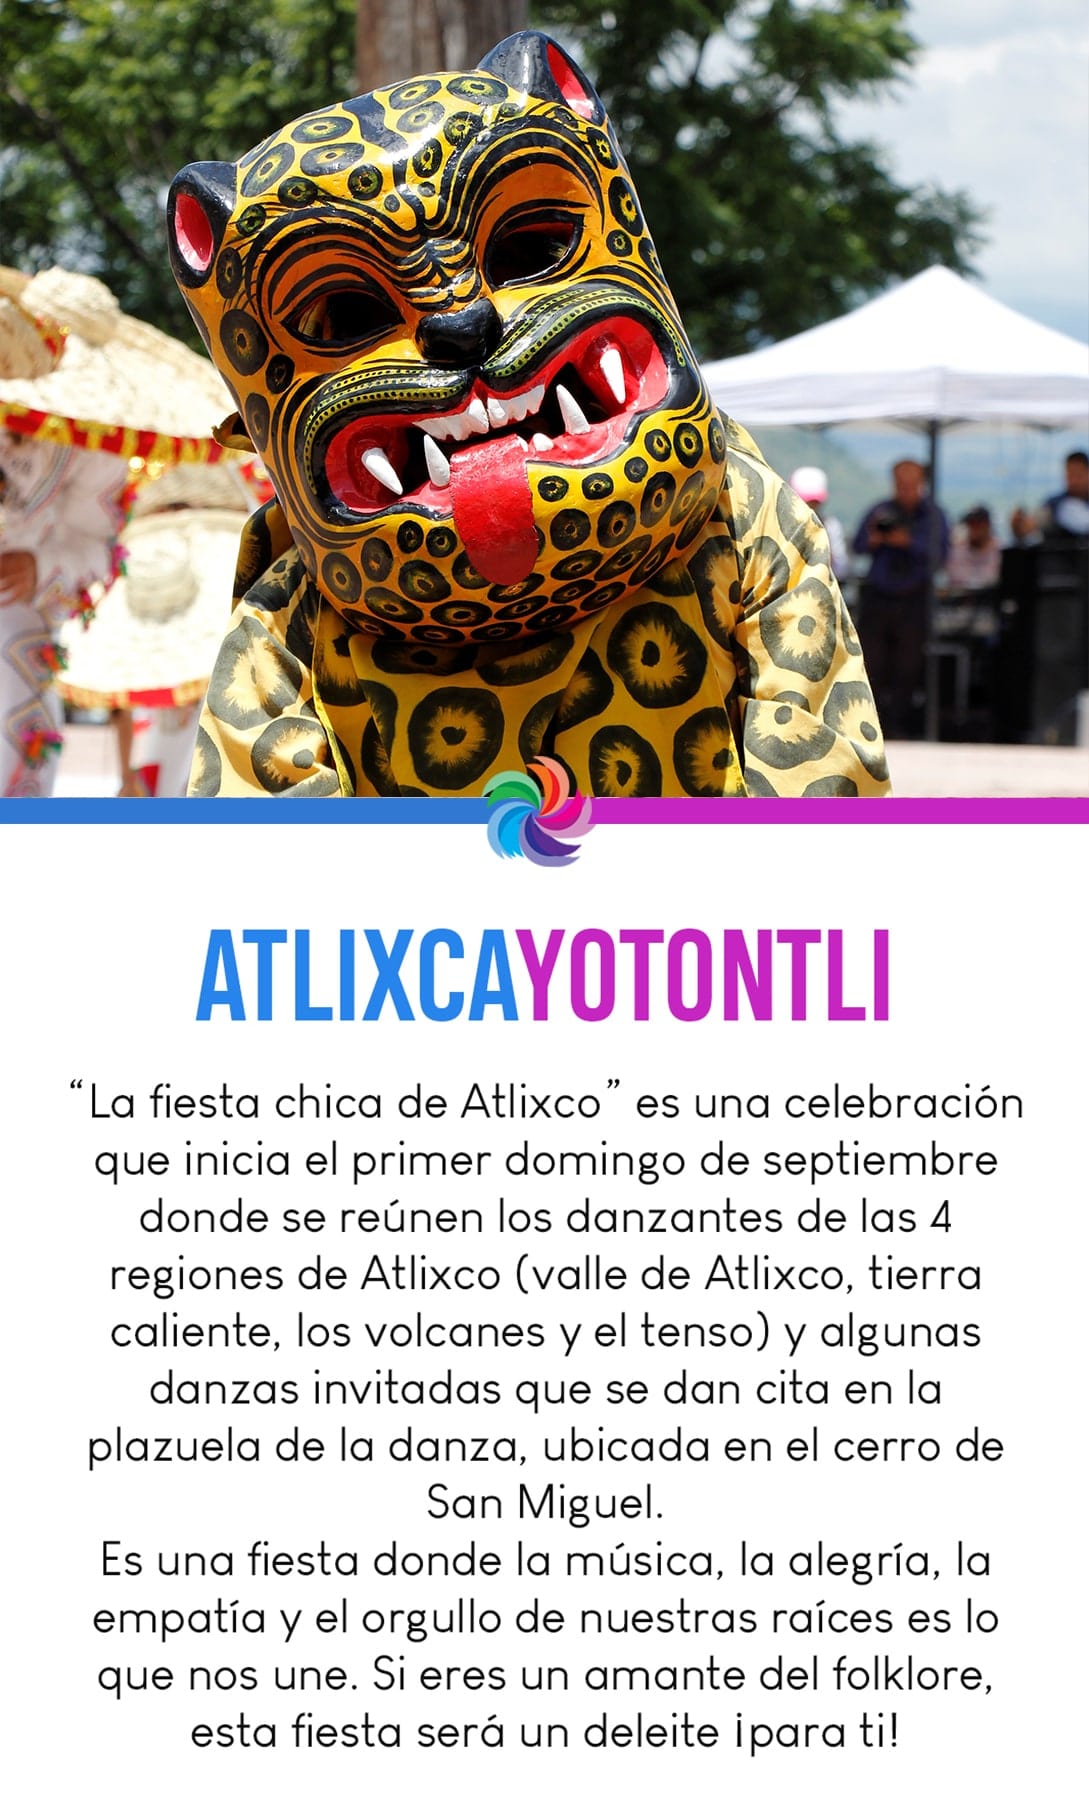 ATLIXCAYOTONTLI
“La fiesta chica de Atlixco” es una celebración
que inicia el primer domingo de septiembre
donde se reúnen los danzantes de las 4
regiones de Atlixco (valle de Atlixco, tierra
caliente, los volcanes y el tenso) y algunas
danzas invitadas que se dan cita en la
plazuela de la danza, ubicada en el cerro de
San Miguel.
Es una fiesta donde la música, la alegría, la
empatía y el orgullo de nuestras raíces es lo
que nos une. Si eres un amante del folklore,
esta fiesta será un deleite ¡para ti!